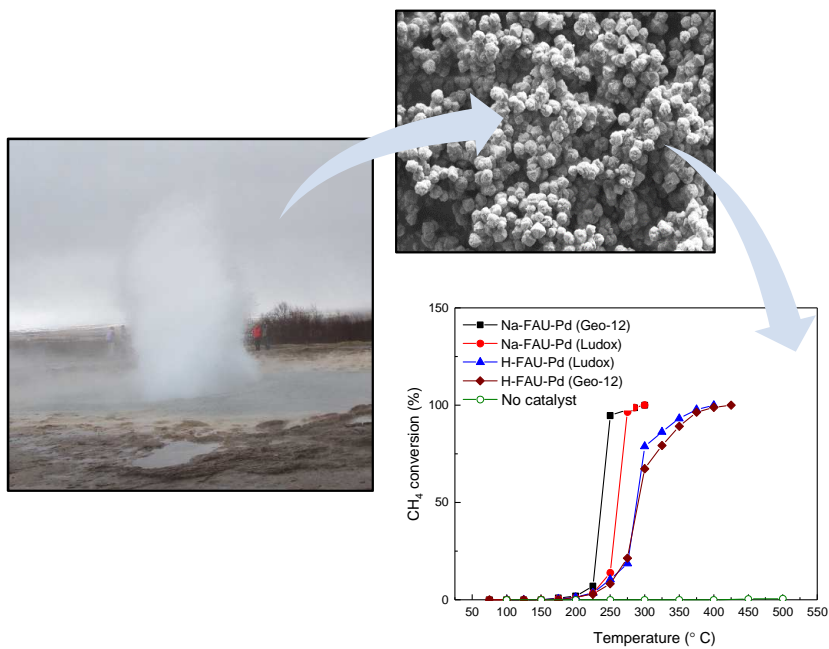 150
100
50
0
CH₄ conversion (%)
Na-FAU-Pd (Geo-12)
Na-FAU-Pd (Ludox)
H-FAU-Pd (Ludox)
H-FAU-Pd (Geo-12)
No catalyst
50 100 150 200 250 300 350 400 450 500 550
Temperature (° C)